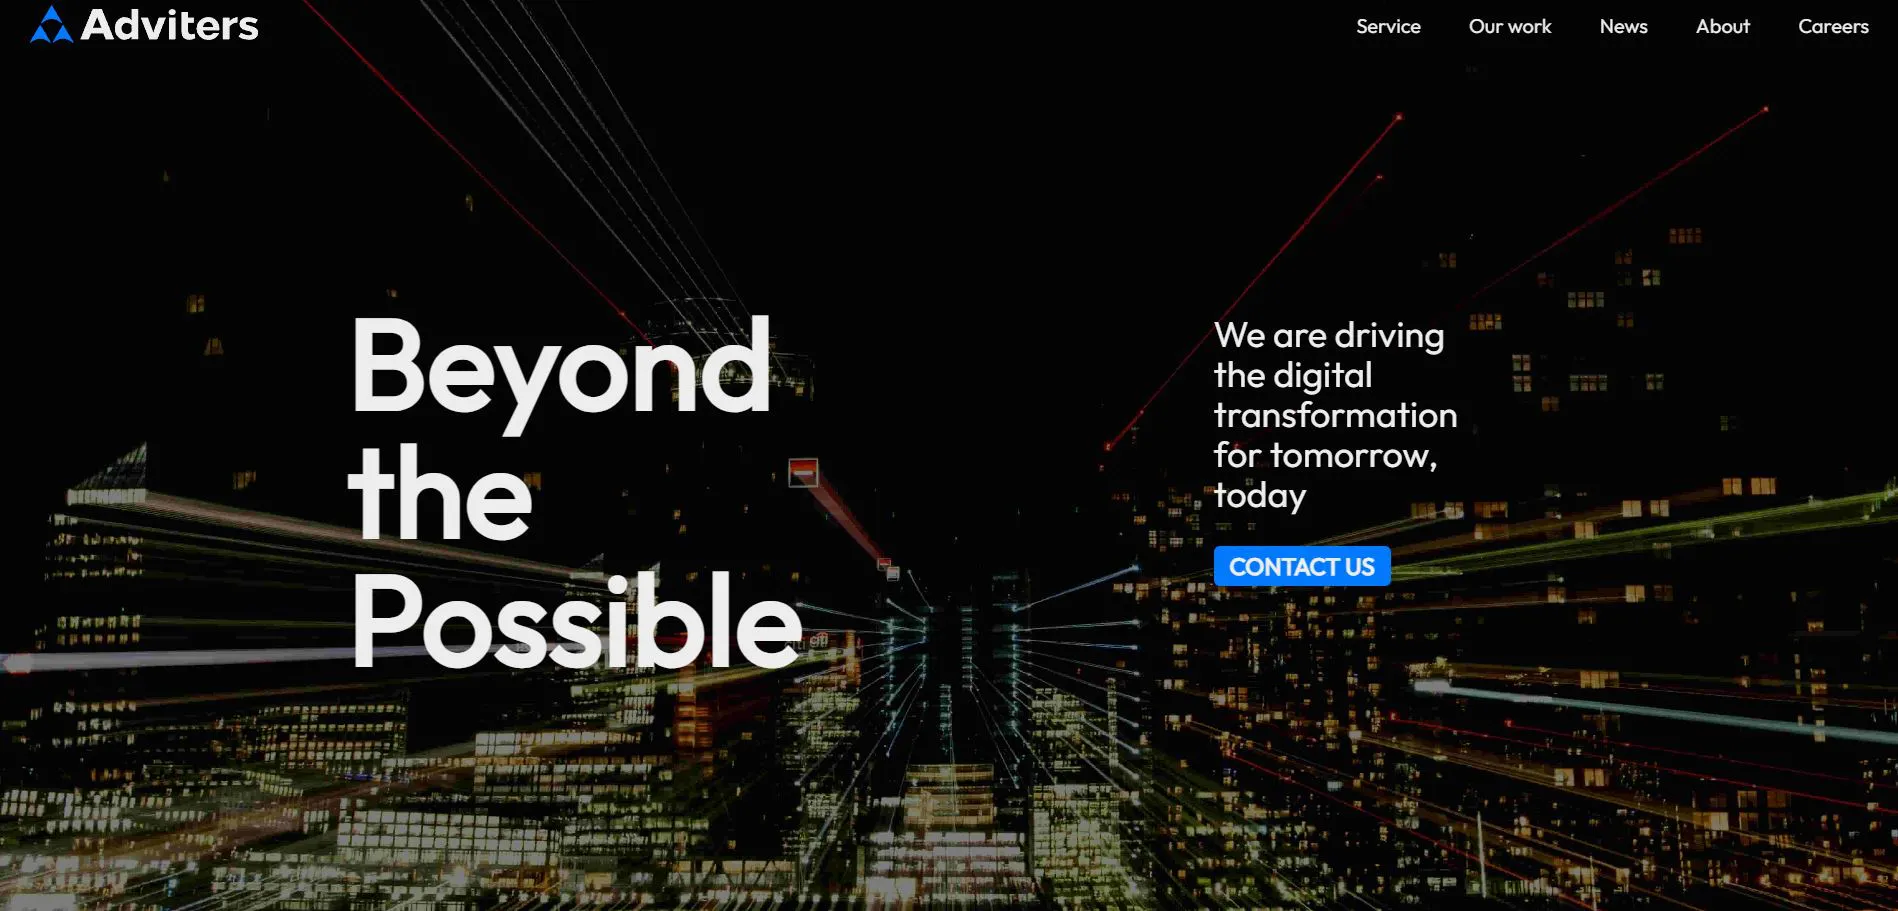 Adviters
Service
Our work
News
About
Careers
Beyond
the
Possible
We are driving
the digital
transformation
for tomorrow,
today
CONTACT US
citi